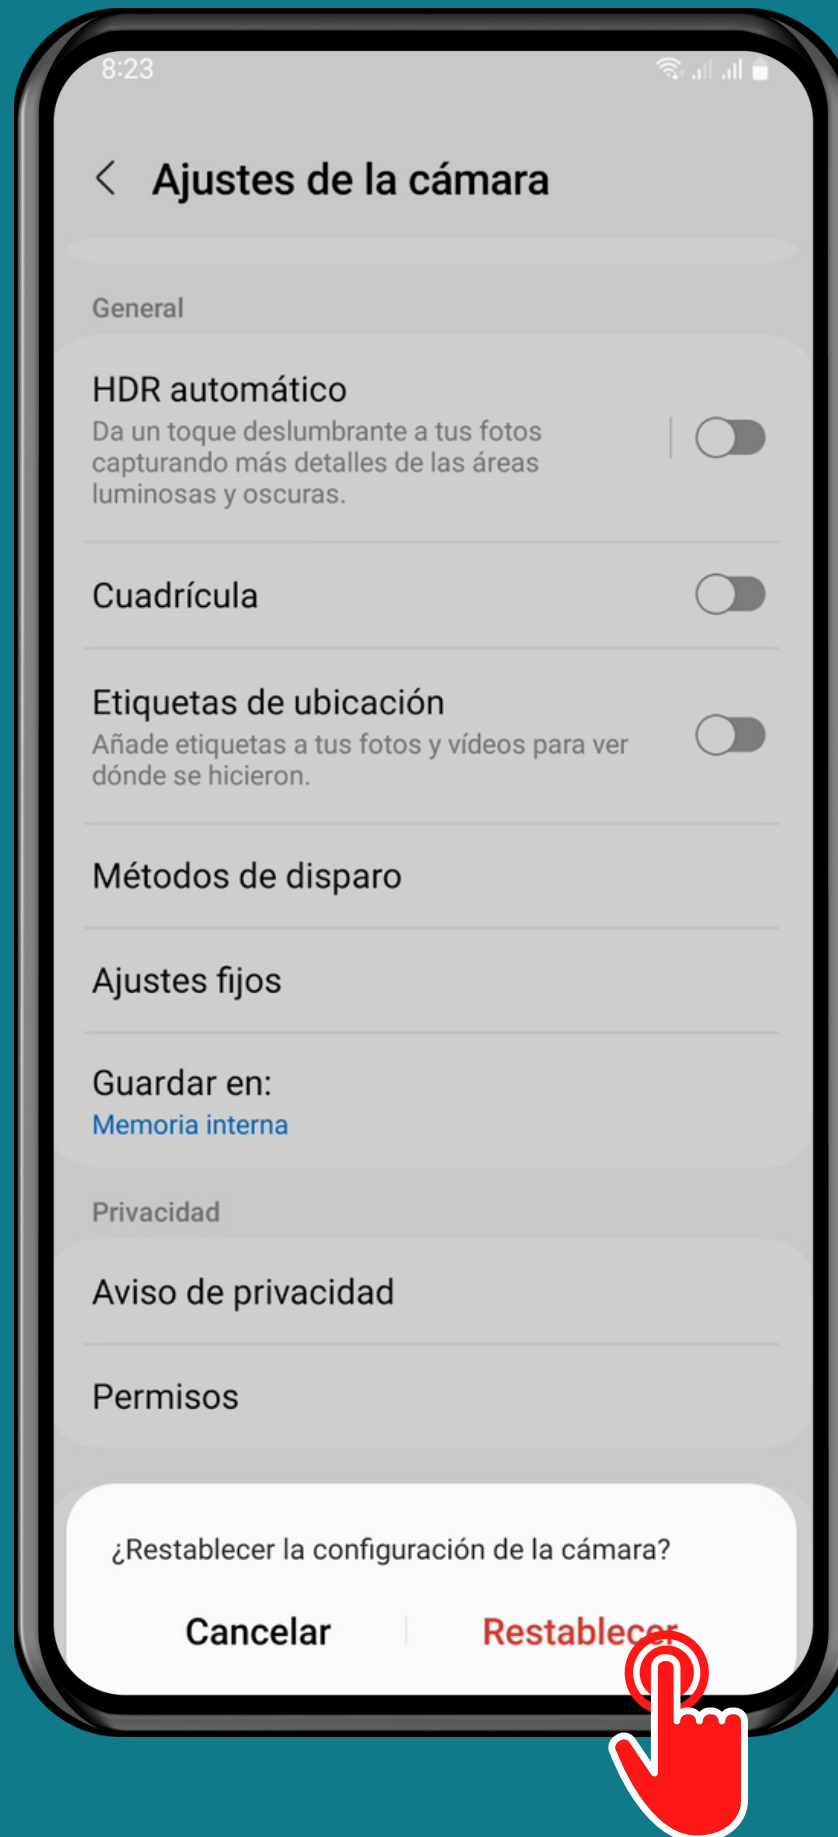 8:23
Ajustes de la cámara
General
HDR automático
Da un toque deslumbrante a tus fotos
capturando más detalles de las áreas
luminosas y oscuras.
Cuadrícula
Etiquetas de ubicación
Añade etiquetas a tus fotos y vídeos para ver
dónde se hicieron.
Métodos de disparo
Ajustes fijos
Guardar en:
Memoria interna
Privacidad
Aviso de privacidad
Permisos
¿Restablecer la configuración de la cámara?
Cancelar
Restablecer